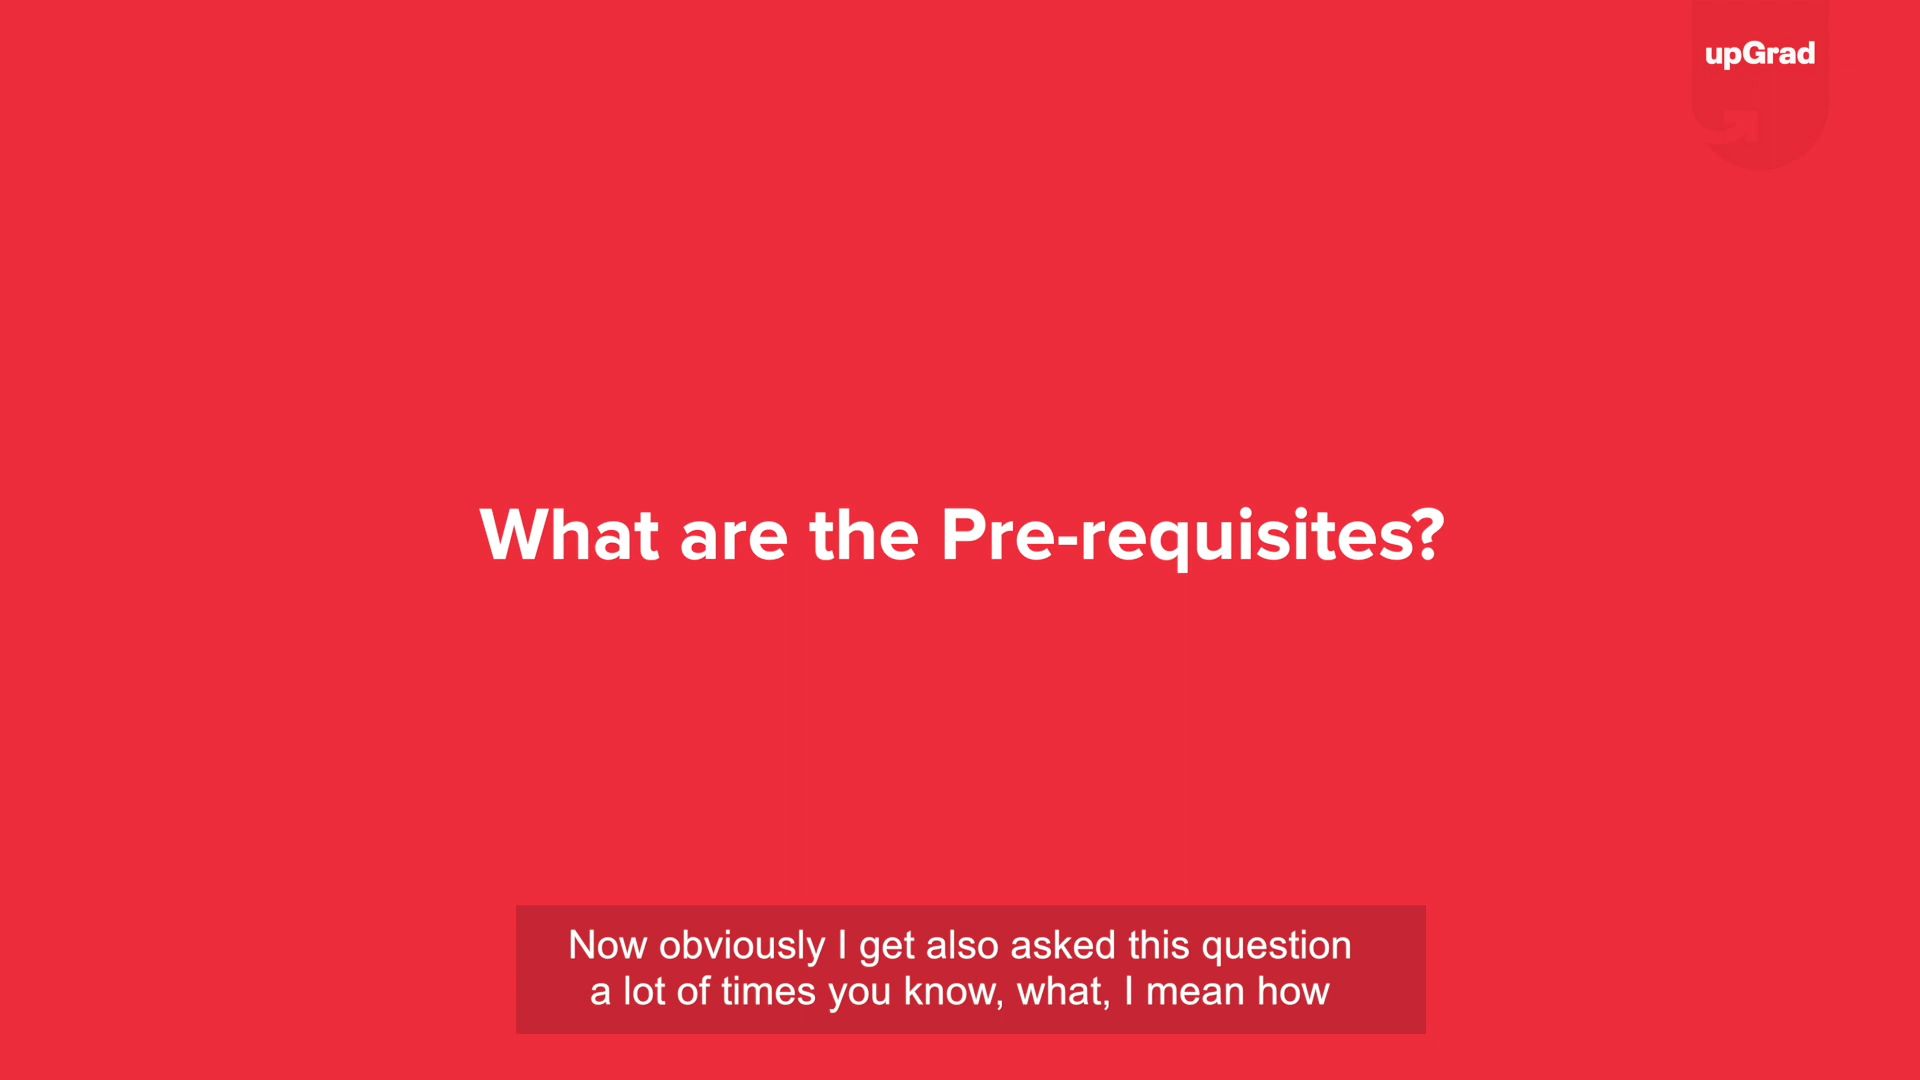 upGrad
What are the Pre-requisites?
Now obviously I get also asked this question
a lot of times you know, what, I mean how